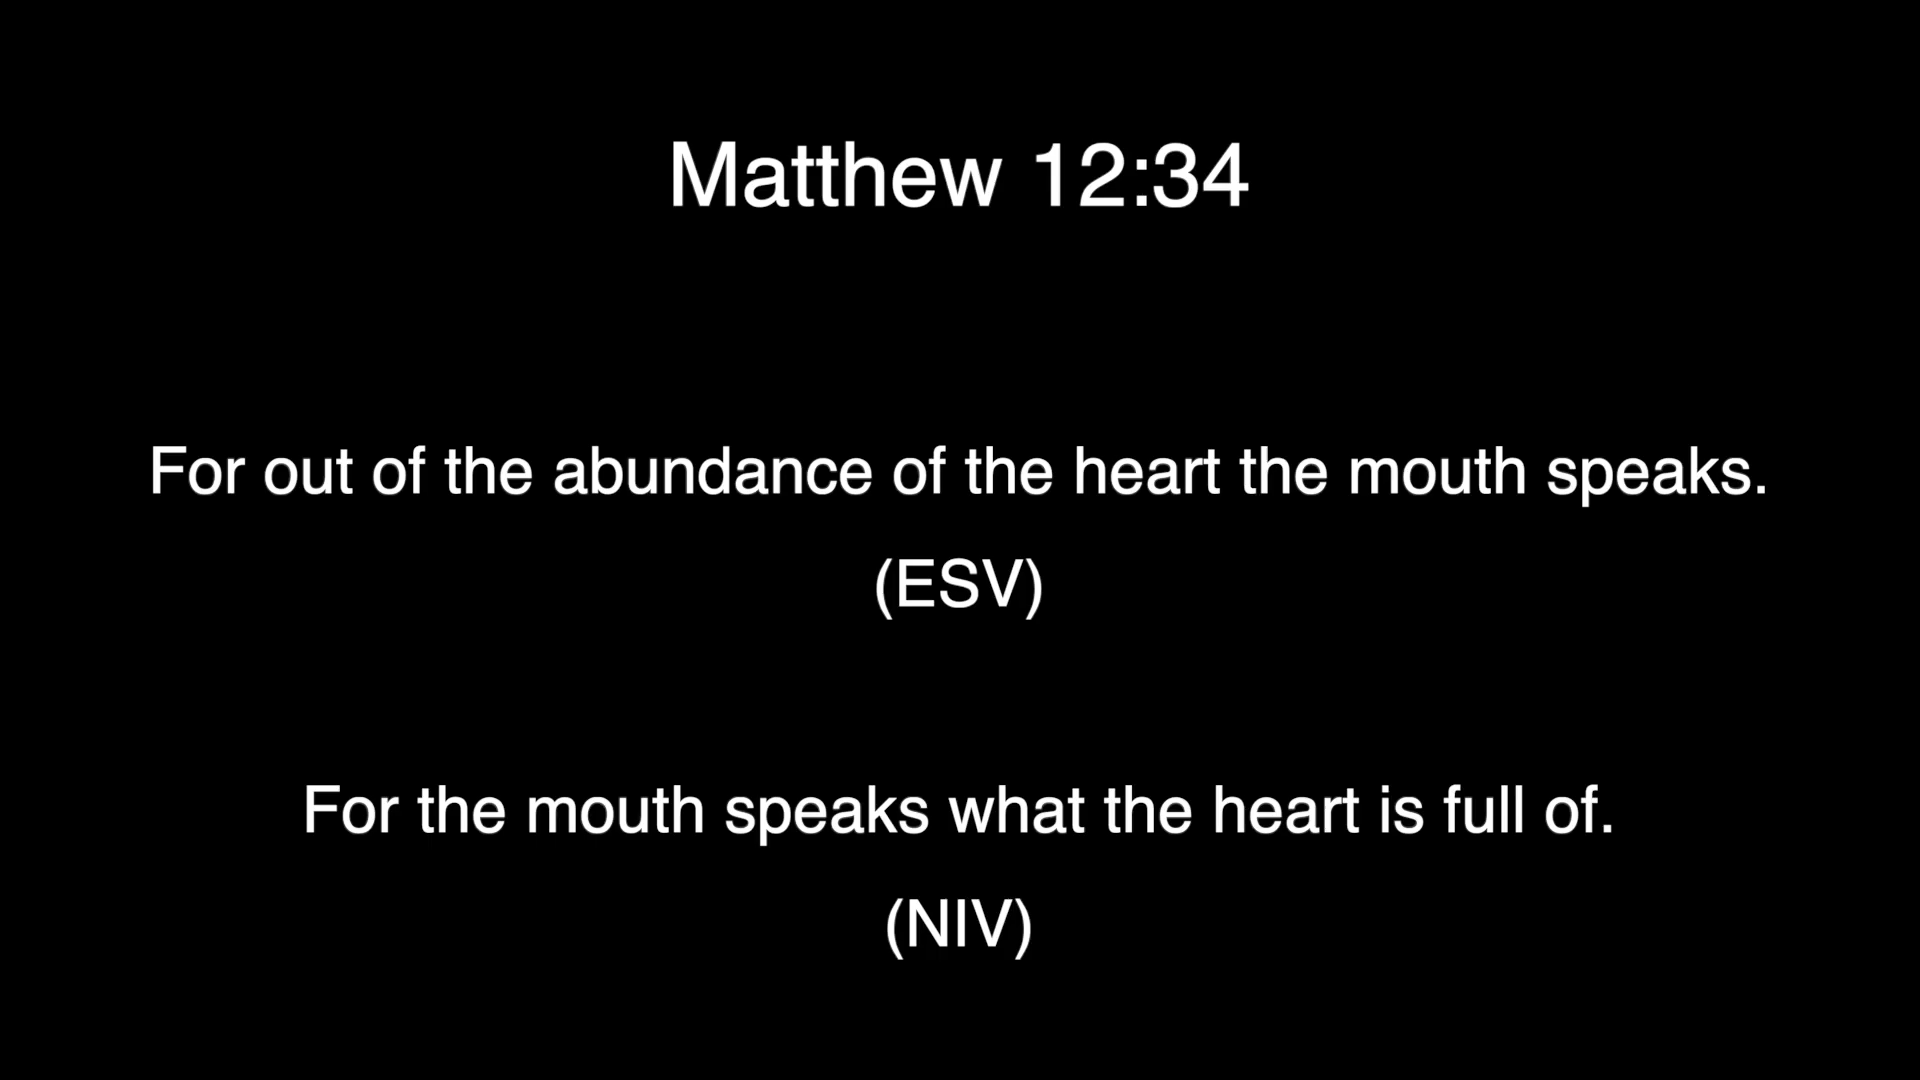 Matthew 12:34
For out of the abundance of the heart the mouth speaks.
(ESV)
For the mouth speaks what the heart is full of.
(NIV)